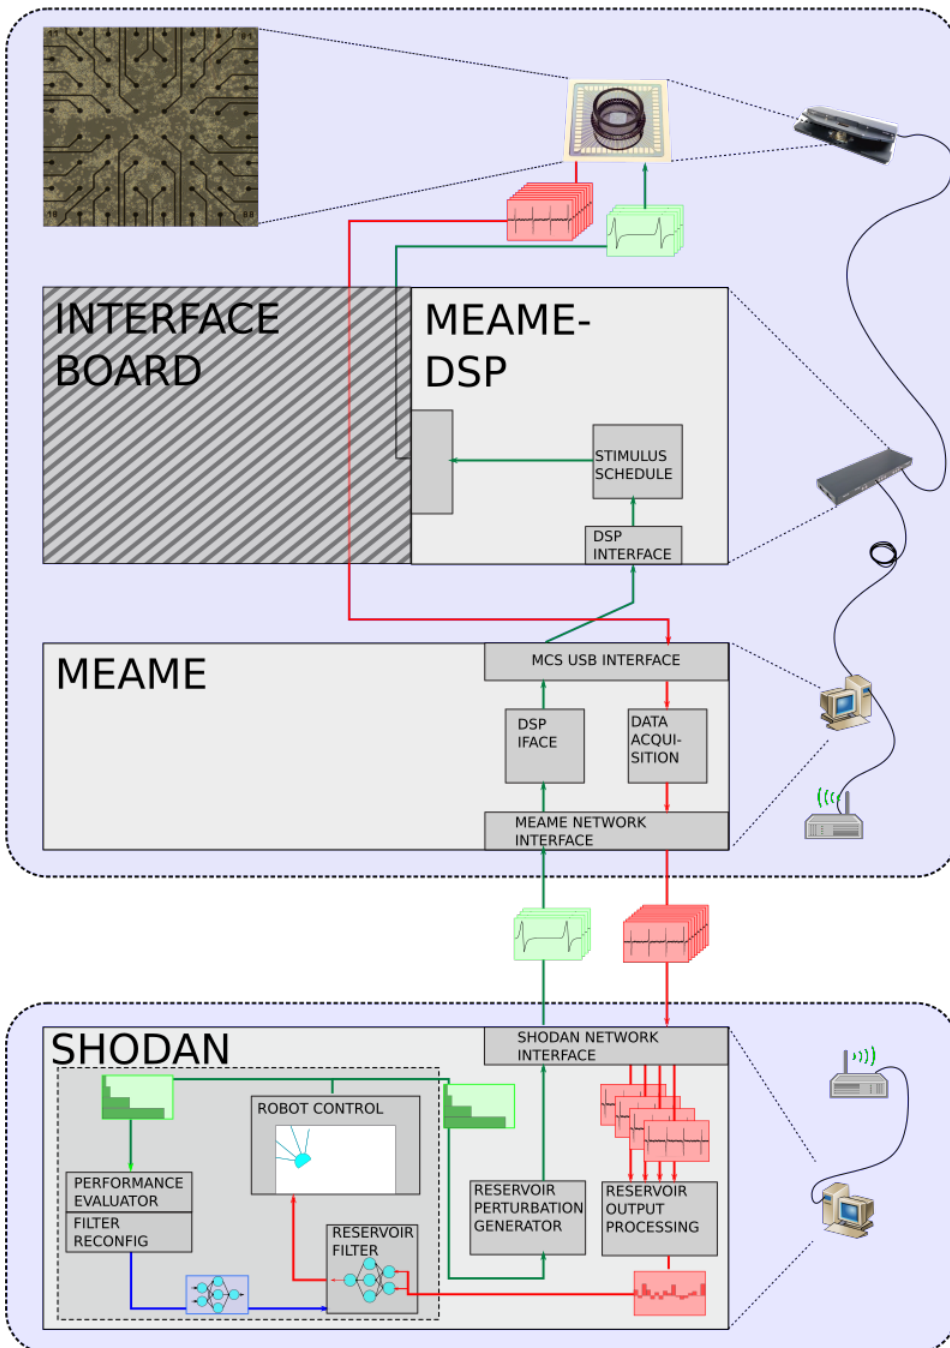 INTERFACE
BOARD
MEAME-
DSP
STIMULUS
SCHEDULE
DSP
INTERFACE
MEAME
MCS USB INTERFACE
DSP
IFACE
DATA
ACQUI-
SITION
MEAME NETWORK
INTERFACE
SHODAN
SHODAN NETWORK
INTERFACE
ROBOT CONTROL
PERFORMANCE
EVALUATOR
FILTER
RECONFIG
RESERVOIR
FILTER
RESERVOIR
PERTURBATION
GENERATOR
RESERVOIR
OUTPUT
PROCESSING